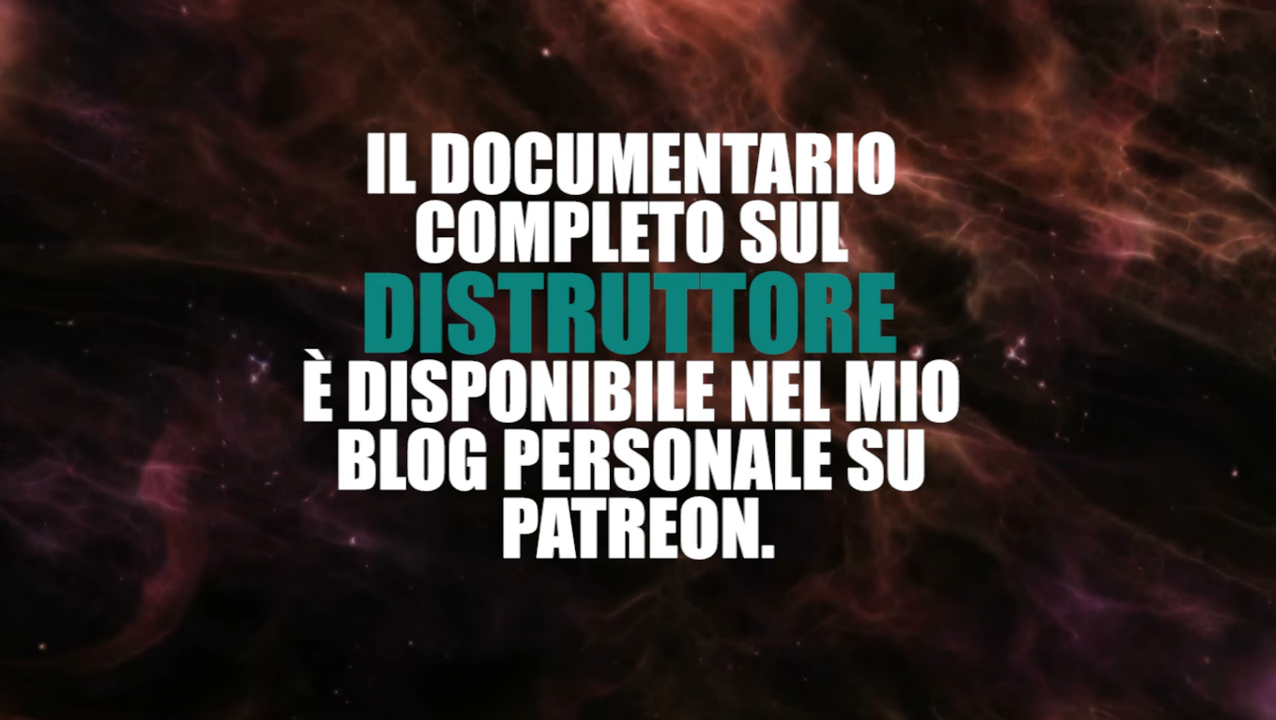 IL DOCUMENTARIO
COMPLETO SUL
DISTRUTTORE
È DISPONIBILE NEL MIO
BLOG PERSONALE SU
PATREON.